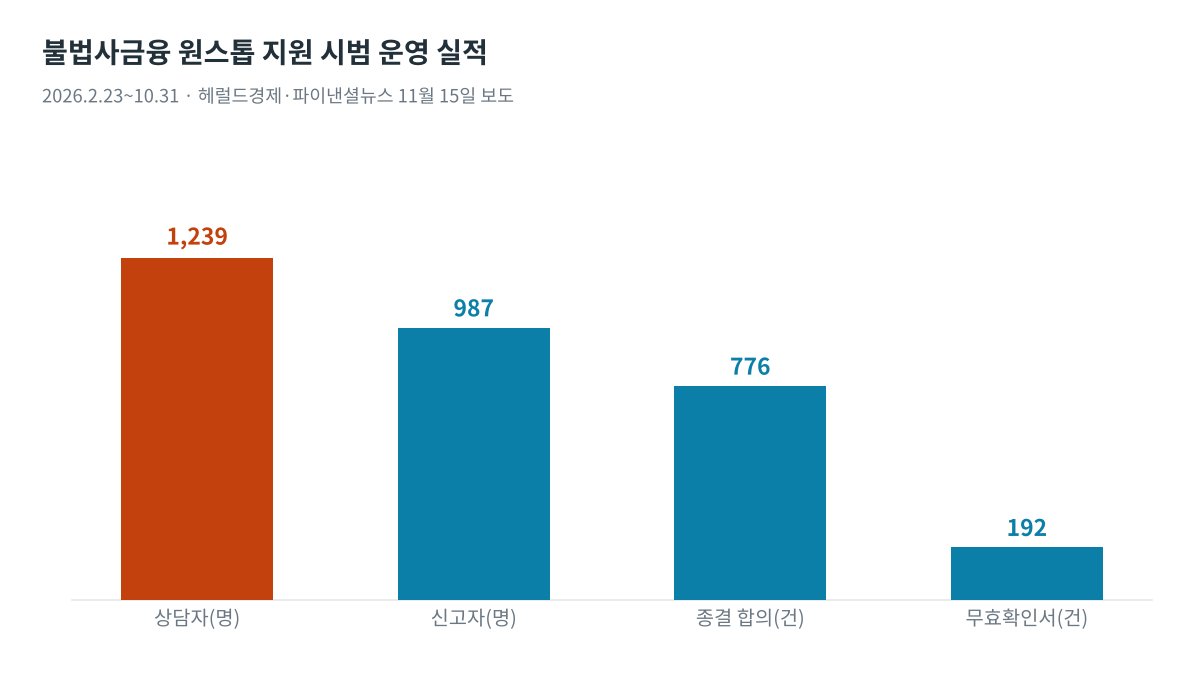 불법사금융 원스톱 지원 시범 운영 실적
2026.2.23~10.31 · 헤럴드경제·파이낸셜뉴스 11월 15일 보도
1,239
987
776
192
상담자(명)
신고자(명)
종결 합의(건)
무효확인서(건)